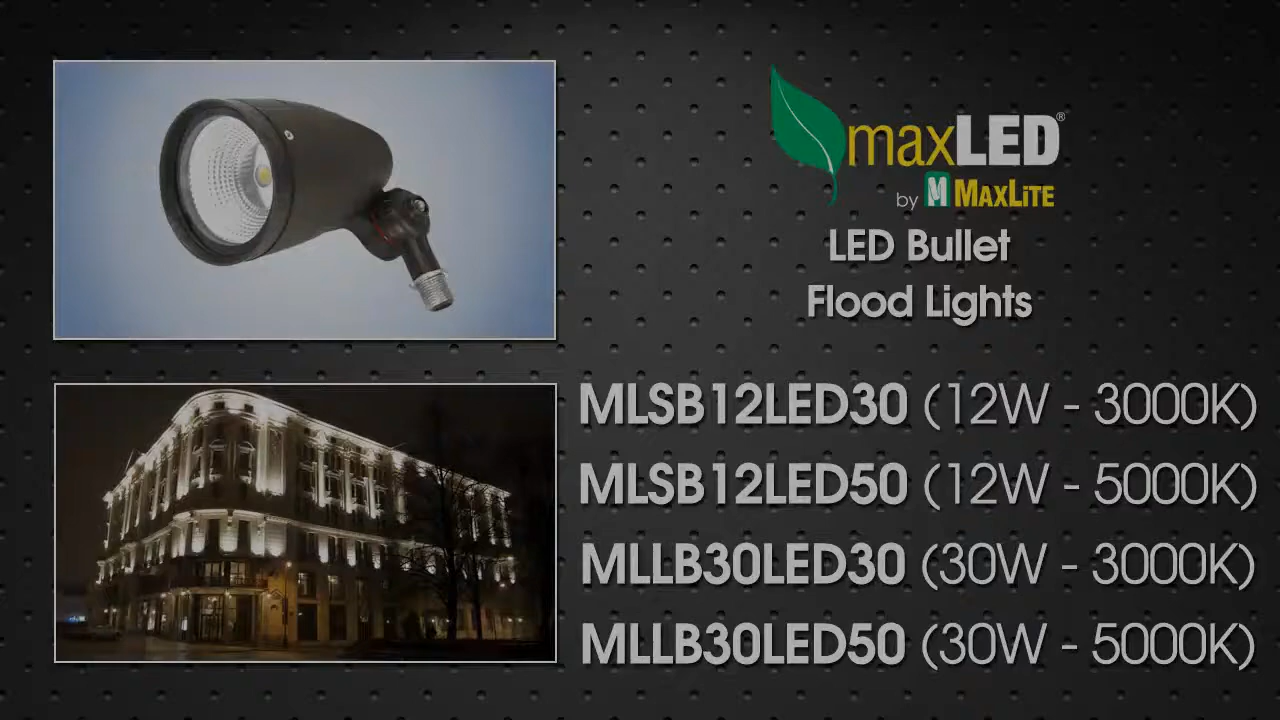 maxLED®
by M MAXLITE
LED Bullet
Flood Lights
MLSB12LED30 (12W - 3000K)
MLSB12LED50 (12W - 5000K)
MLLB30LED30 (30W - 3000K)
MLLB30LED50 (30W - 5000K)